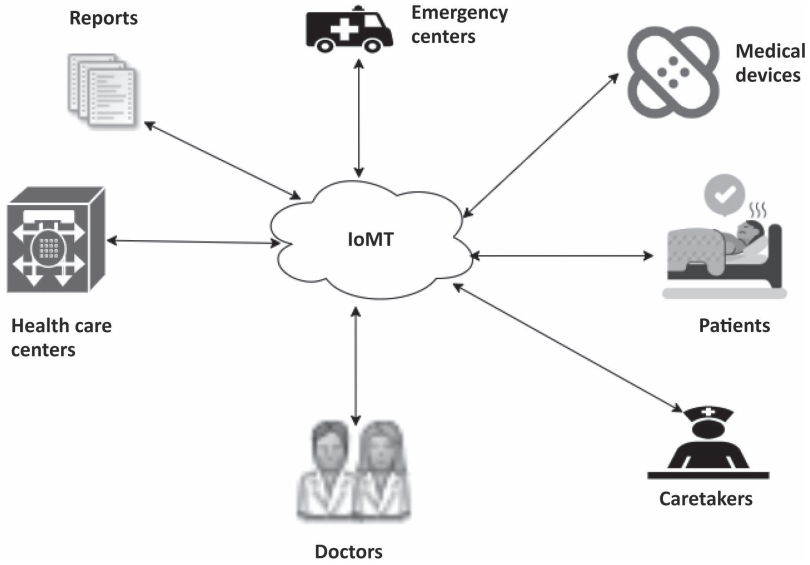 Reports
Emergency
centers
Medical
devices
IoMT
Health care
centers
Patients
Caretakers
Doctors